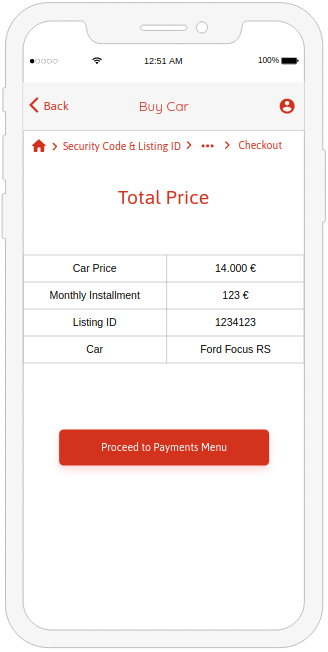 12:51 AM
100%
Back
Buy Car
Security Code & Listing ID
Checkout
Total Price
Car Price 14.000 €
Monthly Installment 123 €
Listing ID 1234123
Car Ford Focus RS
Proceed to Payments Menu